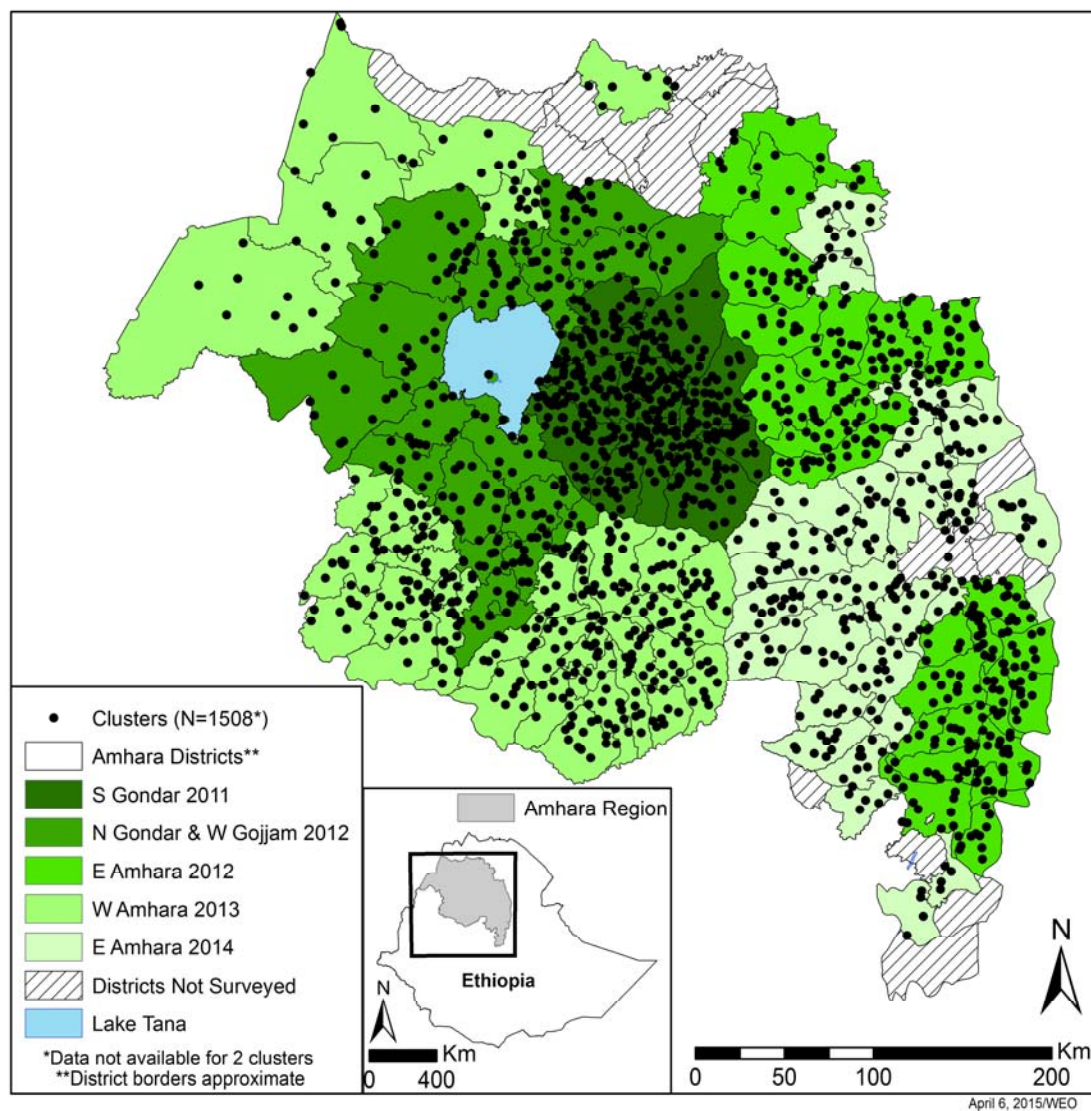 Clusters (N=1508*)
Amhara Districts**
S Gondar 2011
N Gondar & W Gojjam 2012
E Amhara 2012
W Amhara 2013
E Amhara 2014
Districts Not Surveyed
Lake Tana
*Data not available for 2 clusters
**District borders approximate
Amhara Region
Ethiopia
N
Km
0 400
N
Km
0 50 100 200
April 6, 2015/WEO